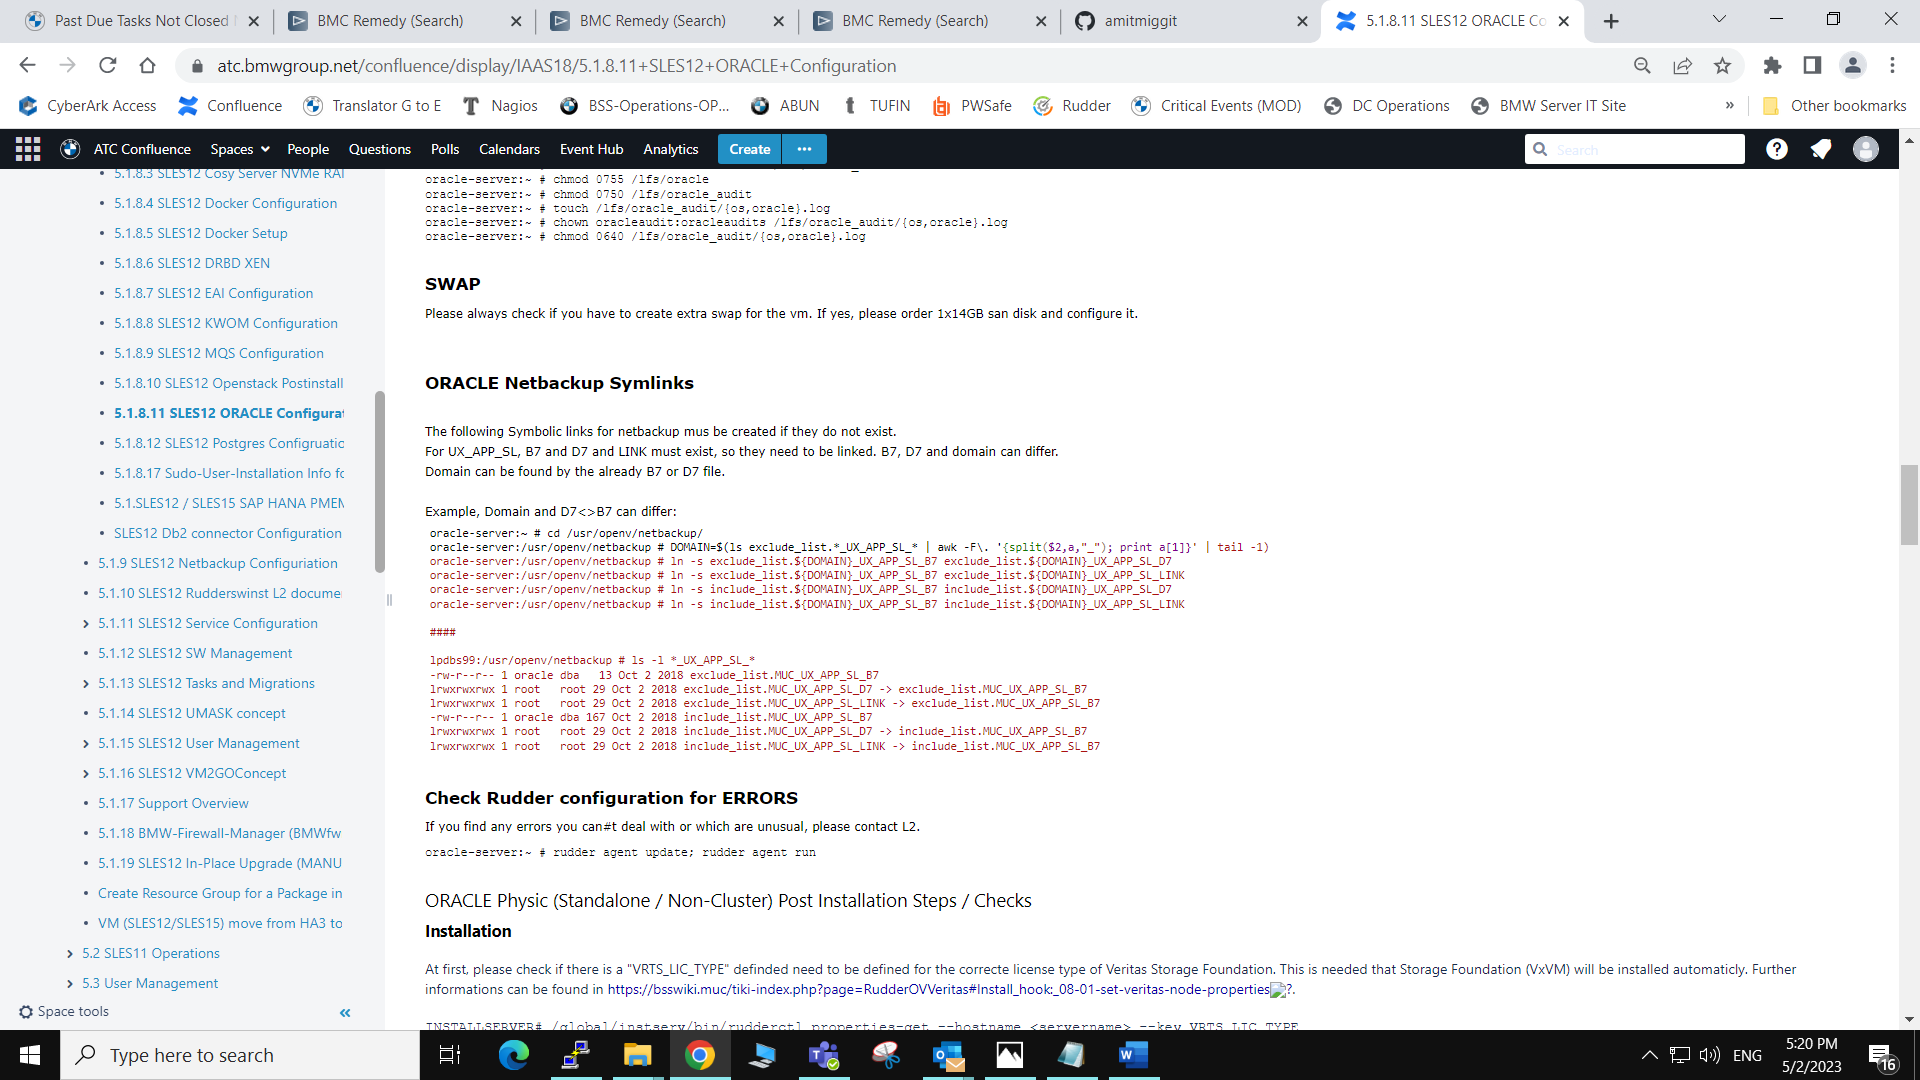 Past Due Tasks Not Closed
BMC Remedy (Search)
BMC Remedy (Search)
BMC Remedy (Search)
amitmiggit
5.1.8.11 SLES12 ORACLE Co
atc.bmwgroup.net/confluence/display/IAAS18/5.1.8.11+SLES12+ORACLE+Configuration
CyberArk Access
Confluence
Translator G to E
Nagios
BSS-Operations-OP...
ABUN
TUFIN
PWSafe
Rudder
Critical Events (MOD)
DC Operations
BMW Server IT Site
»
Other bookmarks
ATC Confluence
Spaces
People
Questions
Polls
Calendars
Event Hub
Analytics
Create
Search
5.1.8.3 SLES12 Cosy Server NVMe RAI
5.1.8.4 SLES12 Docker Configuration
5.1.8.5 SLES12 Docker Setup
5.1.8.6 SLES12 DRBD XEN
5.1.8.7 SLES12 EAI Configuration
5.1.8.8 SLES12 KWOM Configuration
5.1.8.9 SLES12 MQS Configuration
5.1.8.10 SLES12 Openstack Postinstall
5.1.8.11 SLES12 ORACLE Configurat
5.1.8.12 SLES12 Postgres Configruatio
5.1.8.17 Sudo-User-Installation Info fo
5.1.SLES12 / SLES15 SAP HANA PMEM
SLES12 Db2 connector Configuration
5.1.9 SLES12 Netbackup Configuriation
5.1.10 SLES12 Rudderswinst L2 docume
5.1.11 SLES12 Service Configuration
5.1.12 SLES12 SW Management
5.1.13 SLES12 Tasks and Migrations
5.1.14 SLES12 UMASK concept
5.1.15 SLES12 User Management
5.1.16 SLES12 VM2GOConcept
5.1.17 Support Overview
5.1.18 BMW-Firewall-Manager (BMWfw
5.1.19 SLES12 In-Place Upgrade (MANU
Create Resource Group for a Package in
VM (SLES12/SLES15) move from HA3 to
5.2 SLES11 Operations
5.3 User Management
Space tools
«
oracle-server:~ # chmod 0755 /lfs/oracle
oracle-server:~ # chmod 0750 /lfs/oracle_audit
oracle-server:~ # touch /lfs/oracle_audit/{os,oracle}.log
oracle-server:~ # chown oracleaudit:oracleaudits /lfs/oracle_audit/{os,oracle}.log
oracle-server:~ # chmod 0640 /lfs/oracle_audit/{os,oracle}.log
SWAP
Please always check if you have to create extra swap for the vm. If yes, please order 1x14GB san disk and configure it.
ORACLE Netbackup Symlinks
The following Symbolic links for netbackup mus be created if they do not exist.
For UX_APP_SL, B7 and D7 and LINK must exist, so they need to be linked. B7, D7 and domain can differ.
Domain can be found by the already B7 or D7 file.
Example, Domain and D7<>B7 can differ:
oracle-server:~ # cd /usr/openv/netbackup/
oracle-server:/usr/openv/netbackup # DOMAIN=$(ls exclude_list.*_UX_APP_SL_* | awk -F\. '{split($2,a,"_"); print a[1]}' | tail -1)
oracle-server:/usr/openv/netbackup # ln -s exclude_list.${DOMAIN}_UX_APP_SL_B7 exclude_list.${DOMAIN}_UX_APP_SL_D7
oracle-server:/usr/openv/netbackup # ln -s exclude_list.${DOMAIN}_UX_APP_SL_B7 exclude_list.${DOMAIN}_UX_APP_SL_LINK
oracle-server:/usr/openv/netbackup # ln -s include_list.${DOMAIN}_UX_APP_SL_B7 include_list.${DOMAIN}_UX_APP_SL_D7
oracle-server:/usr/openv/netbackup # ln -s include_list.${DOMAIN}_UX_APP_SL_B7 include_list.${DOMAIN}_UX_APP_SL_LINK
####
lpdbs99:/usr/openv/netbackup # ls -l *_UX_APP_SL_*
-rw-r--r-- 1 oracle dba 13 Oct 2 2018 exclude_list.MUC_UX_APP_SL_B7
lrwxrwxrwx 1 root root 29 Oct 2 2018 exclude_list.MUC_UX_APP_SL_D7 -> exclude_list.MUC_UX_APP_SL_B7
lrwxrwxrwx 1 root root 29 Oct 2 2018 exclude_list.MUC_UX_APP_SL_LINK -> exclude_list.MUC_UX_APP_SL_B7
-rw-r--r-- 1 oracle dba 167 Oct 2 2018 include_list.MUC_UX_APP_SL_B7
lrwxrwxrwx 1 root root 29 Oct 2 2018 include_list.MUC_UX_APP_SL_D7 -> include_list.MUC_UX_APP_SL_B7
lrwxrwxrwx 1 root root 29 Oct 2 2018 include_list.MUC_UX_APP_SL_LINK -> include_list.MUC_UX_APP_SL_B7
Check Rudder configuration for ERRORS
If you find any errors you can#t deal with or which are unusual, please contact L2.
oracle-server:~ # rudder agent update; rudder agent run
ORACLE Physic (Standalone / Non-Cluster) Post Installation Steps / Checks
Installation
At first, please check if there is a "VRTS_LIC_TYPE" definded need to be defined for the correcte license type of Veritas Storage Foundation. This is needed that Storage Foundation (VxVM) will be installed automaticly. Further
informations can be found in https://bsswiki.muc/tiki-index.php?page=RudderOVVeritas#Install_hook:_08-01-set-veritas-node-properties?.
INSTALLSERVER# /global/instserv/bin/rudderctl properties-get --hostname <servername> --key VRTS_LIC_TYPE
Type here to search
ENG
5:20 PM
5/2/2023
16